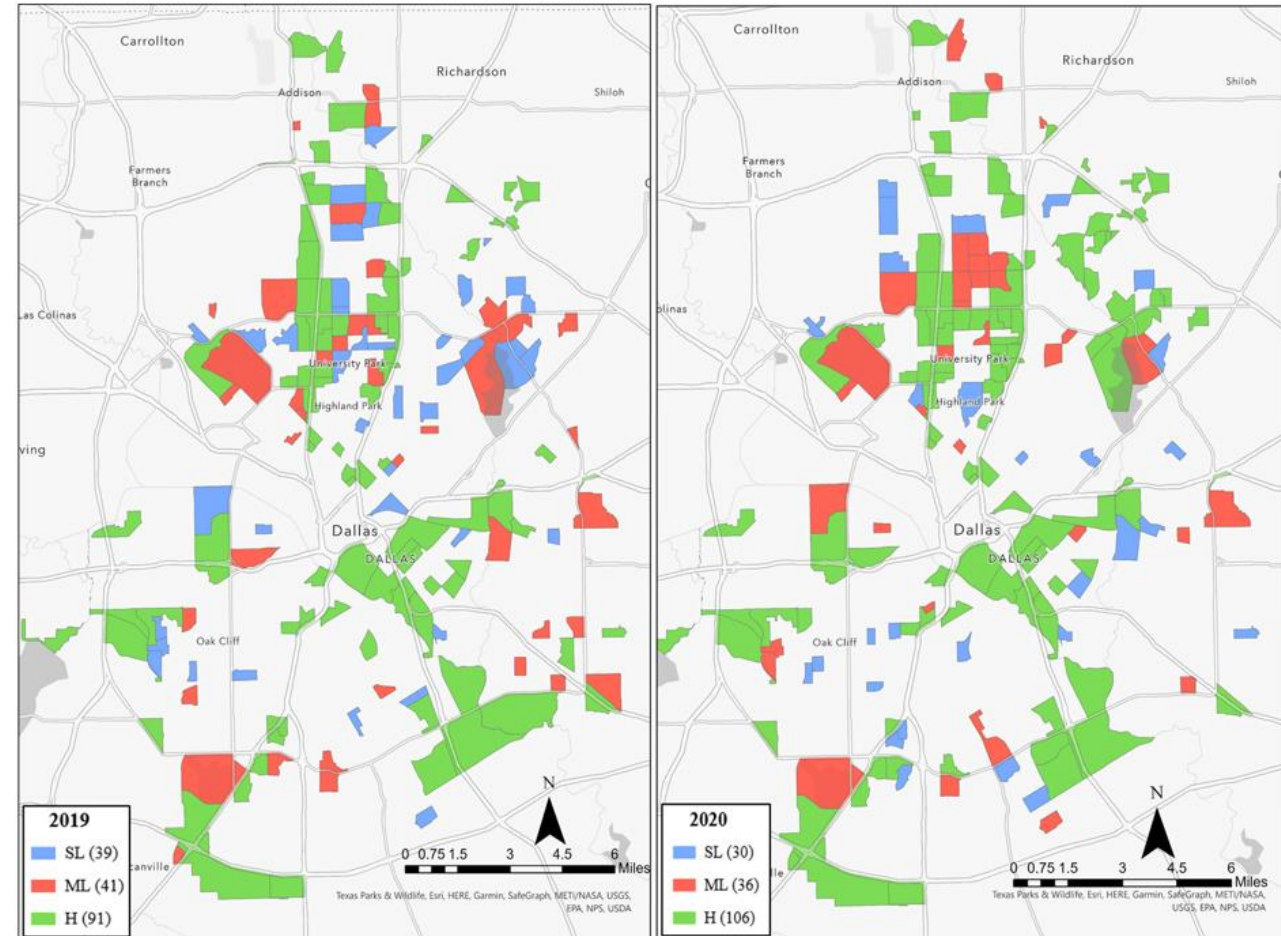 Carrollton
Richardson
Addison
Shiloh
Farmers
Branch
Las Colinas
University Park
Highland Park
ving
Dallas
DALLAS
Oak Cliff
canville
N
2019
SL (39)
ML (41)
H (91)
0 0.75 1.5 3 4.5 6
Miles
Texas Parks & Wildlife, Esri, HERE, Garmin, SafeGraph, METI/NASA, USGS,
EPA, NPS, USDA
Carrollton
Richardson
Addison
Shiloh
Farmers
Branch
olinas
University Park
Highland Park
Dallas
DALLAS
Oak Cliff
lle
N
2020
SL (30)
ML (36)
H (106)
0 0.75 1.5 3 4.5 6
Miles
Texas Parks & Wildlife, Esri, HERE, Garmin, SafeGraph, METI/NASA,
USGS, EPA, NPS, USDA